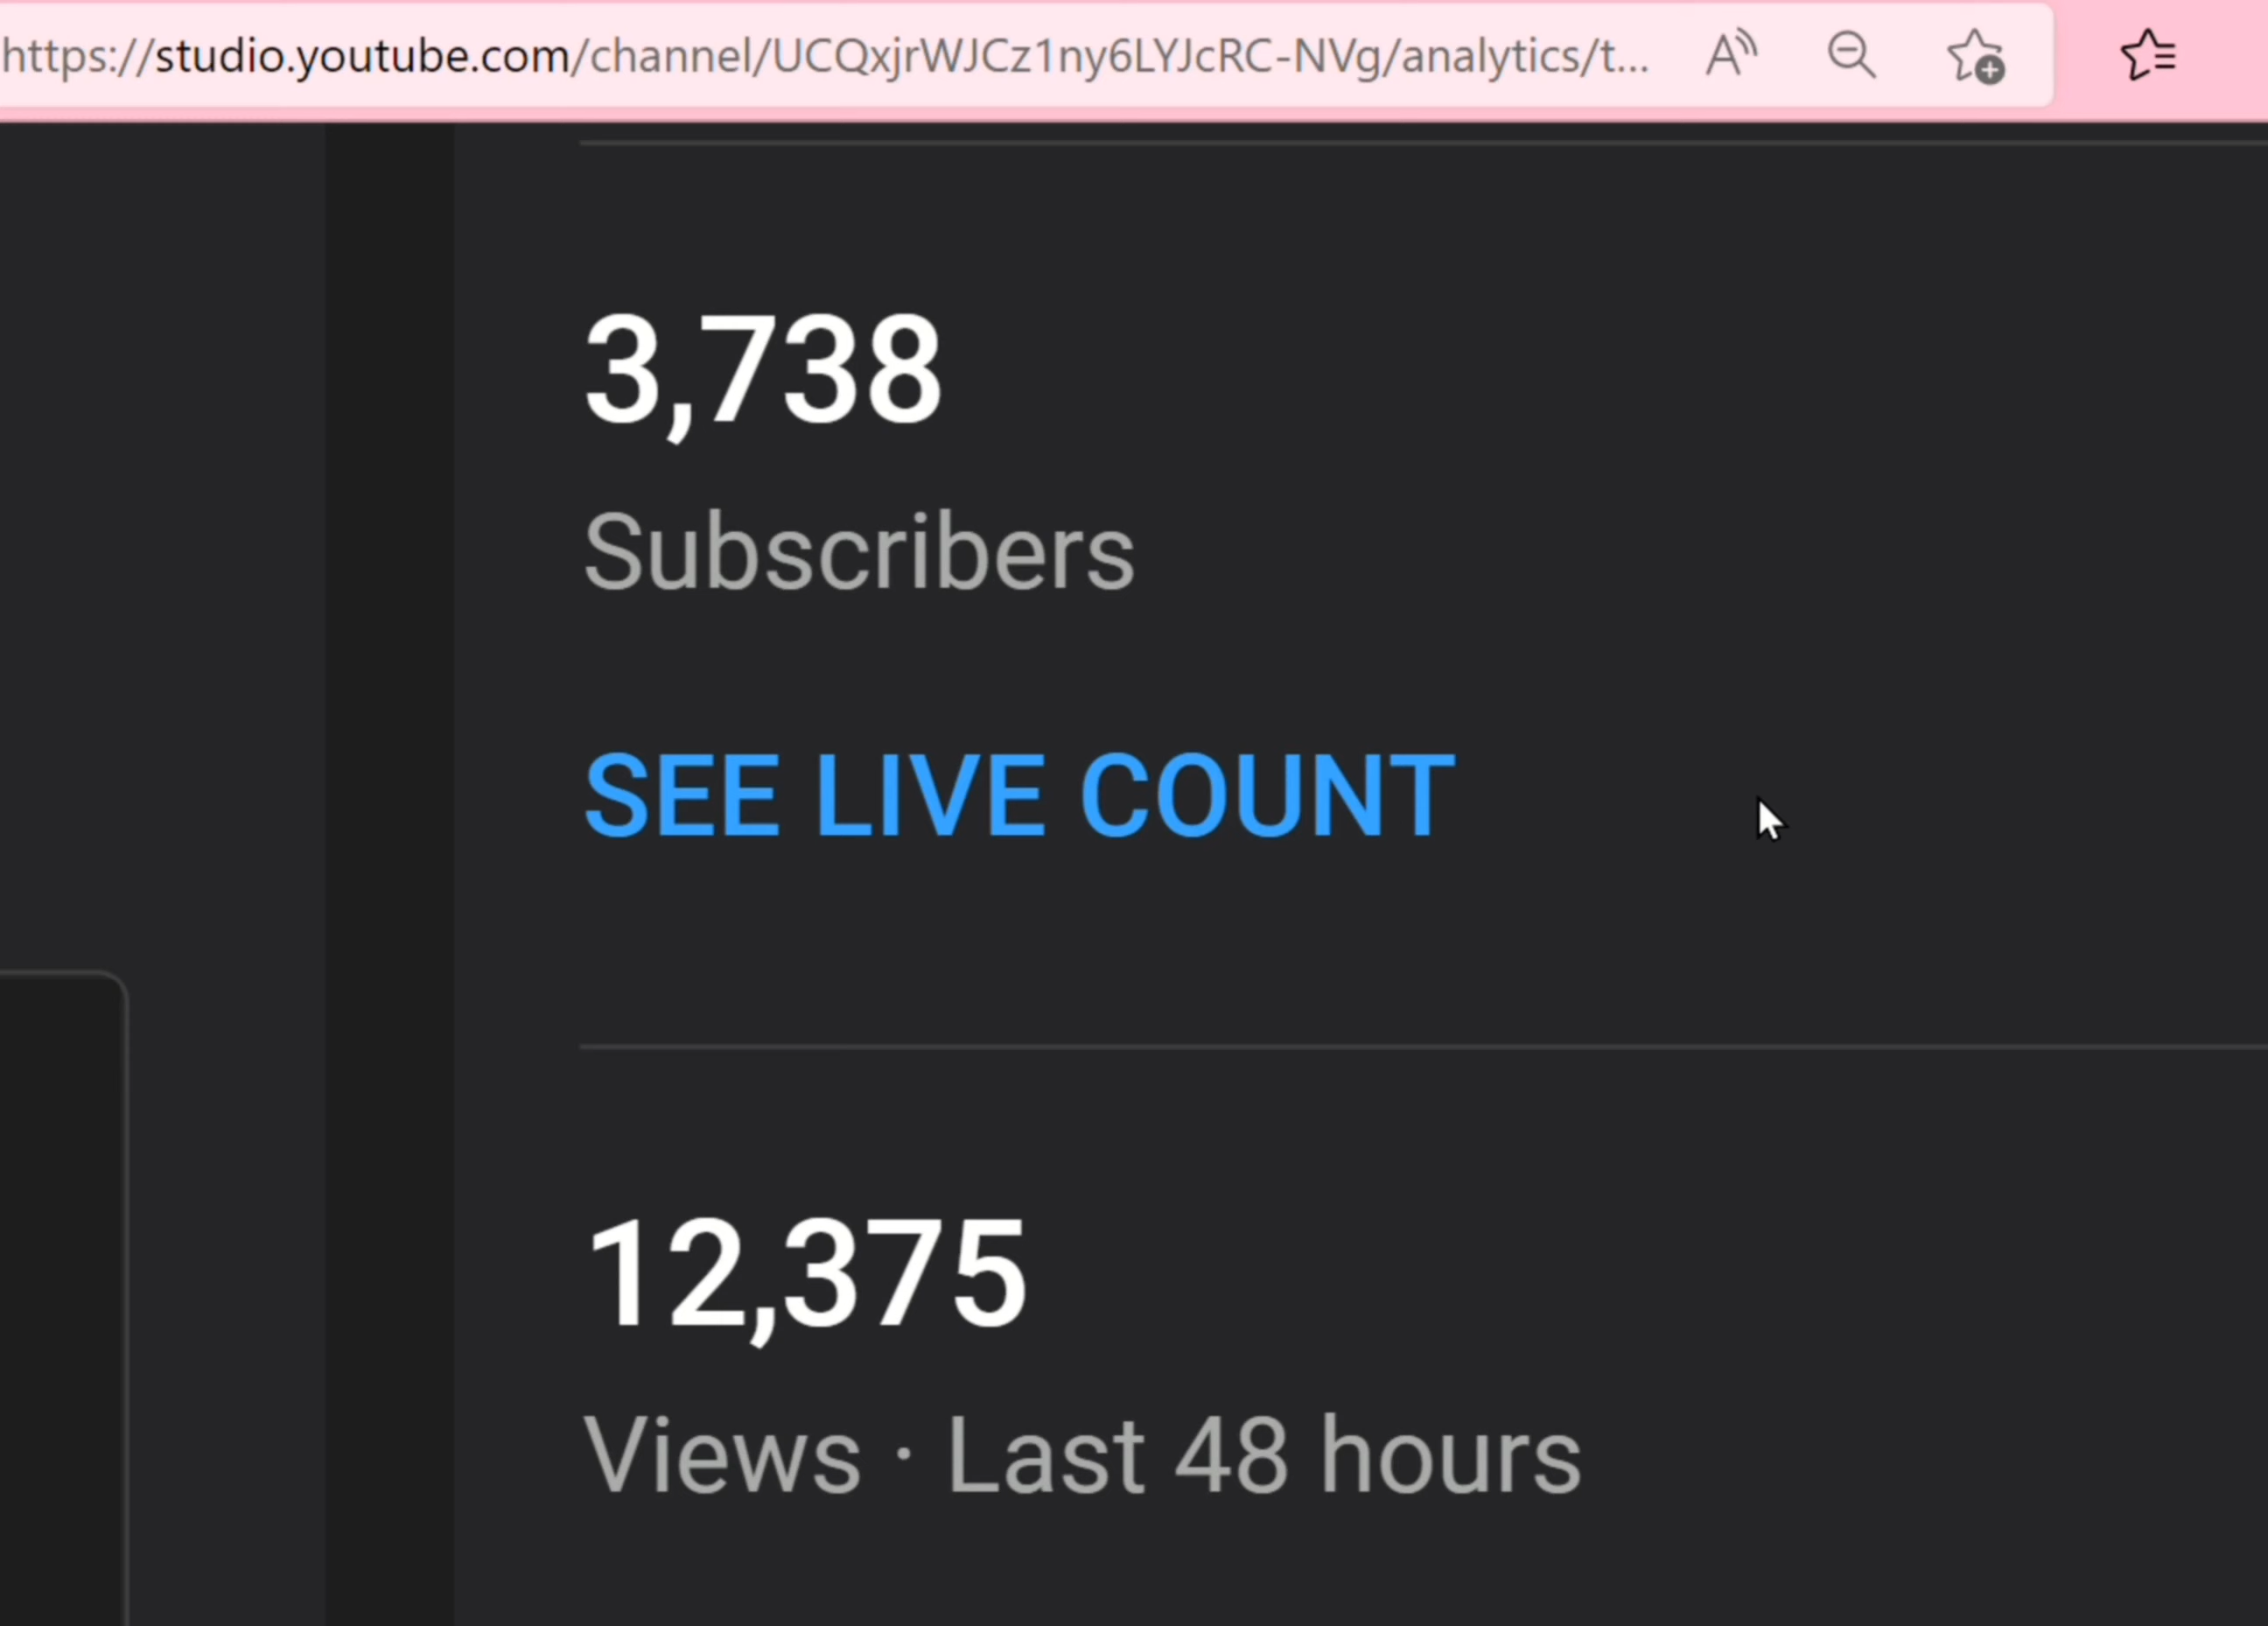 https://studio.youtube.com/channel/UCQxjrWJCz1ny6LYJcRC-NVg/analytics/t...
3,738
Subscribers
SEE LIVE COUNT
12,375
Views · Last 48 hours